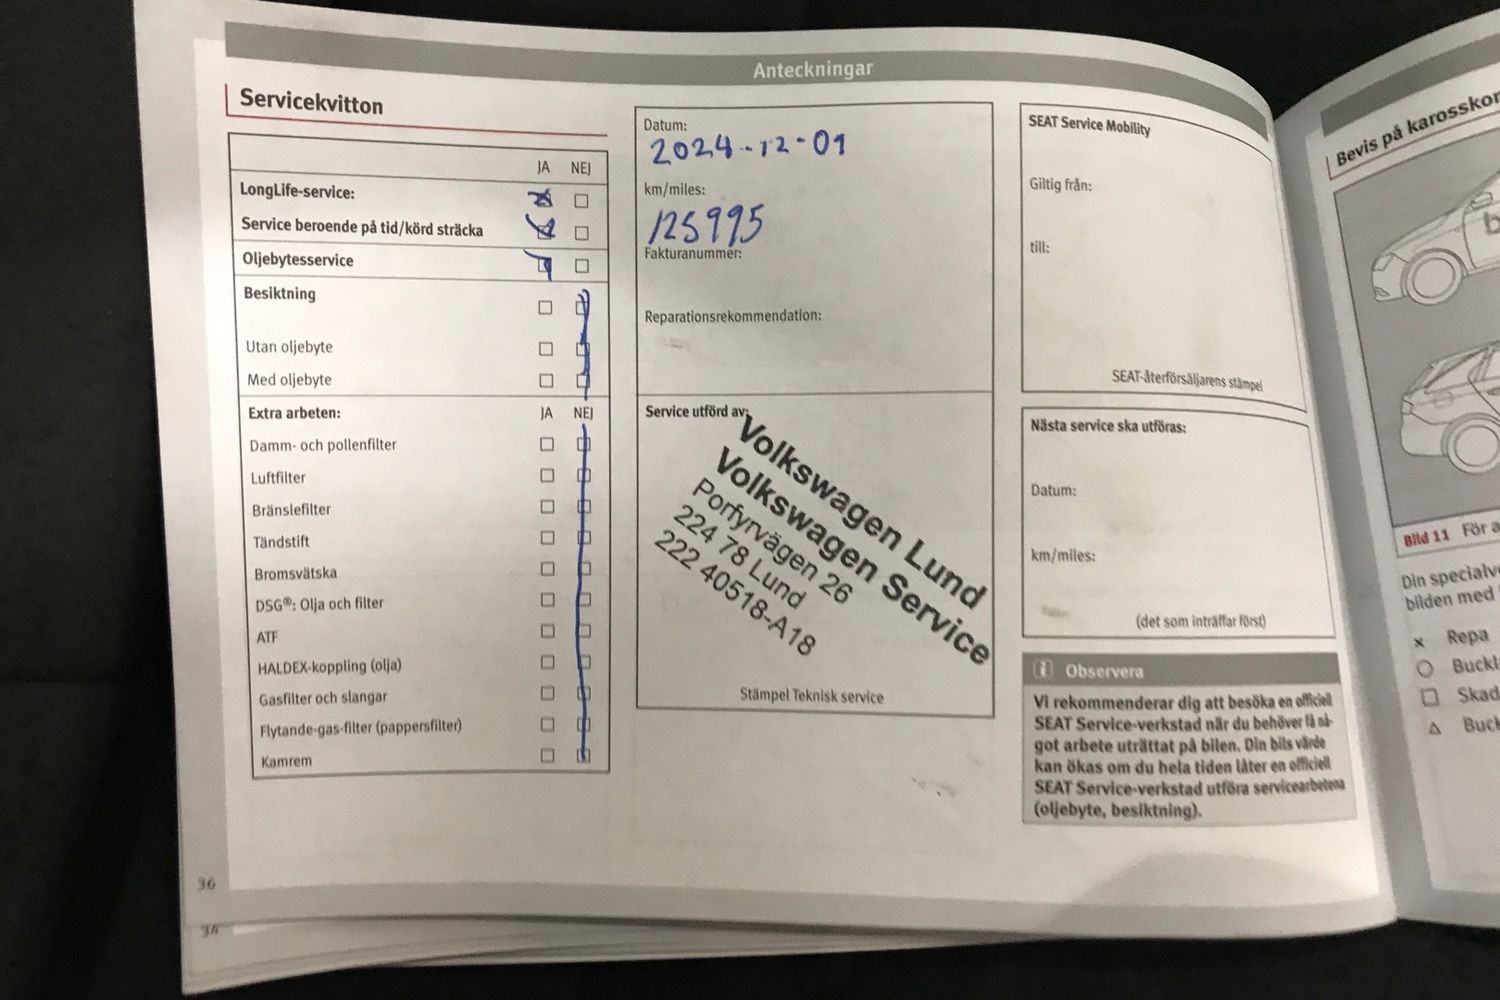 Anteckningar
Servicekvitton
JA NEJ
LongLife-service:
Service beroende på tid/körd sträcka
Oljebytesservice
Besiktning
Utan oljebyte
Med oljebyte
Extra arbeten: JA NEJ
Damm- och pollenfilter
Luftfilter
Bränslefilter
Tändstift
Bromsvätska
DSG®: Olja och filter
ATF
HALDEX-koppling (olja)
Gasfilter och slangar
Flytande-gas-filter (pappersfilter)
Kamrem
36
34
Datum:
2024-12-01
km/miles:
125995
Fakturanummer:
Reparationsrekommendation:
Service utförd av:
Volkswagen Lund
Volkswagen Service
Porfyrvägen 26
224 78 Lund
222 40518-A18
Stämpel Teknisk service
SEAT Service Mobility
Giltig från:
till:
SEAT-återförsäljarens stämpel
Nästa service ska utföras:
Datum:
km/miles:
(det som inträffar först)
Observera
Vi rekommenderar dig att besöka en officiell
SEAT Service-verkstad när du behöver få nå-
got arbete uträttat på bilen. Din bils värde
kan ökas om du hela tiden låter en officiell
SEAT Service-verkstad utföra servicearbetena
(oljebyte, besiktning).
Bevis på karosskor
Bild 11 För a
Din specialve
bilden med
Repa
Buckl
Skad
Buck